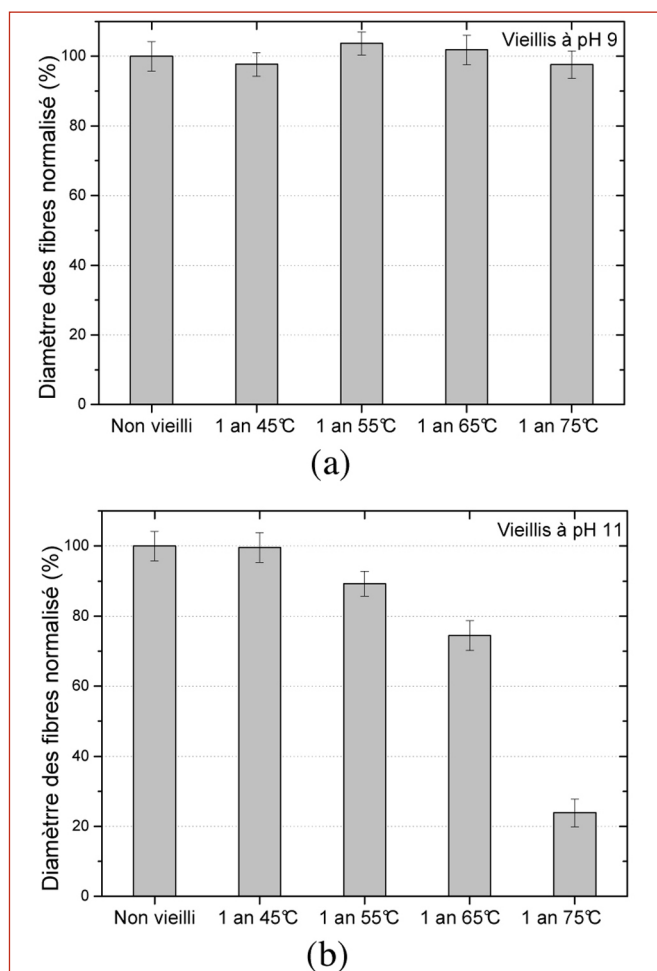 Vieillis à pH 9
Diamètrre des fibres normalisé (%)
100
80
60
40
20
0
Non vieilli 1 an 45°C 1 an 55°C 1 an 65°C 1 an 75°C
(a)
Vieillis à pH 11
Diamètrre des fibres normalisé (%)
100
80
60
40
20
0
Non vieilli 1 an 45°C 1 an 55°C 1 an 65°C 1 an 75°C
(b)